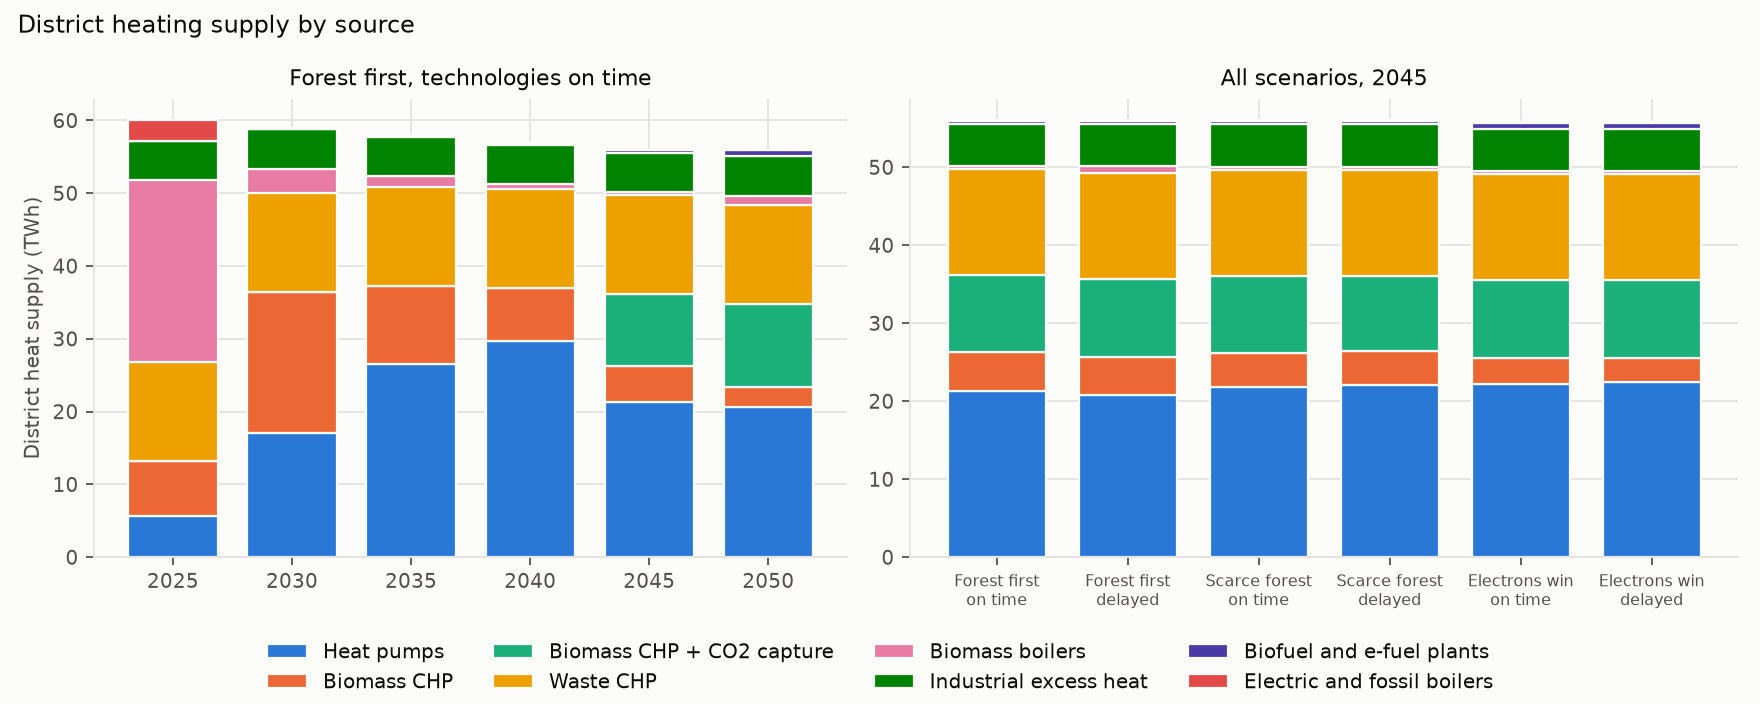 District heating supply by source
Forest first, technologies on time
District heat supply (TWh)
60
50
40
30
20
10
0
2025 2030 2035 2040 2045 2050
All scenarios, 2045
50
40
30
20
10
0
Forest first on time
Forest first delayed
Scarce forest on time
Scarce forest delayed
Electrons win on time
Electrons win delayed
Heat pumps
Biomass CHP
Biomass CHP + CO2 capture
Waste CHP
Biomass boilers
Industrial excess heat
Biofuel and e-fuel plants
Electric and fossil boilers